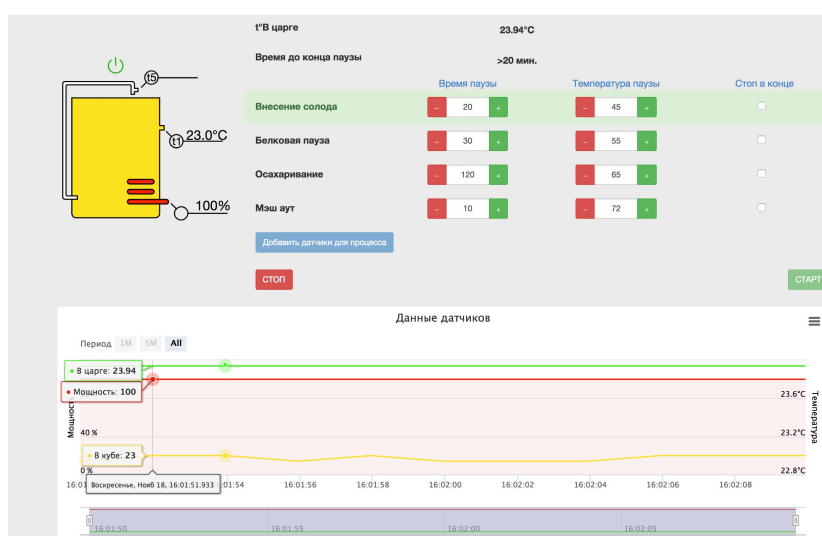 t°В царге 23.94°C
Время до конца паузы >20 мин.
t5
Время паузы Температура паузы Стоп в конце
Внесение солода - 20 + - 45 +
t1 23.0°C
Белковая пауза - 30 + - 55 +
Осахаривание - 120 + - 65 +
100%
Мэш аут - 10 + - 72 +
Добавить датчики для процесса
СТОП СТАРТ
Данные датчиков
Период 1M 5M All
В царге: 23.94
Мощность: 100
23.6°C
Температура
40 %
23.2°C
В кубе: 23
0 %
22.8°C
Воскресенье, Нояб 18, 16:01:51.933
16:01:56 16:01:58 16:02:00 16:02:02 16:02:04 16:02:06 16:02:08
16:01:50 16:01:55 16:02:00 16:02:05